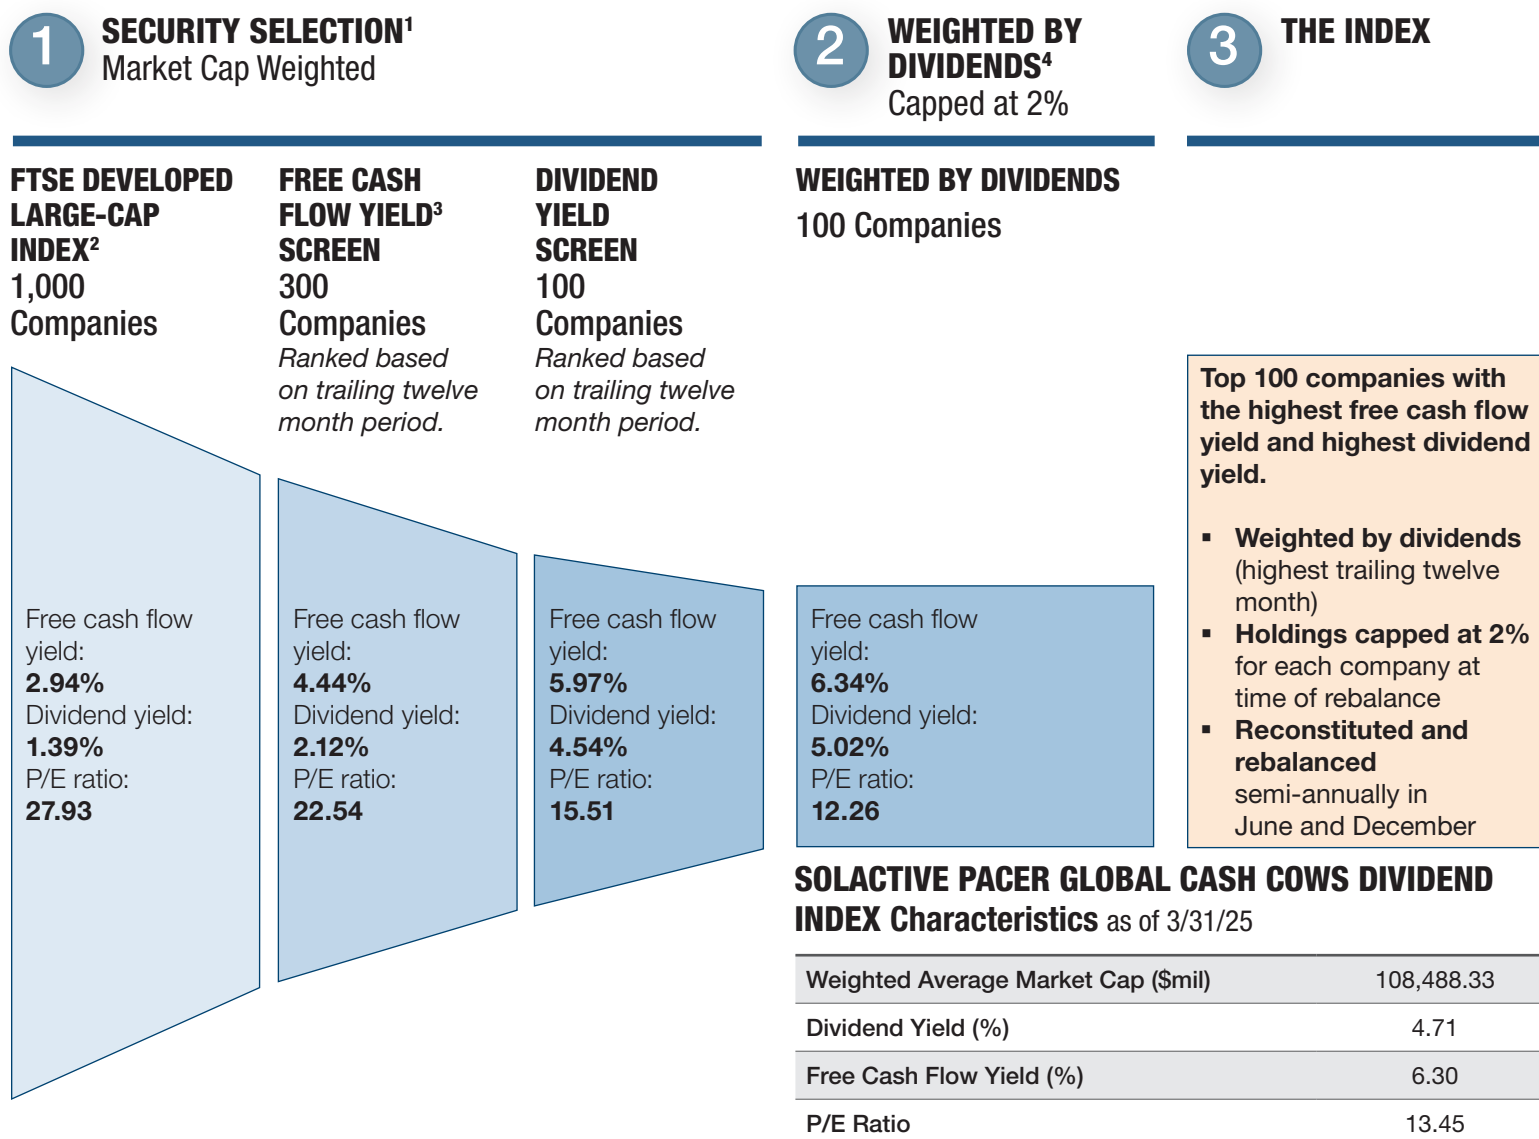 1
SECURITY SELECTION¹
Market Cap Weighted
FTSE DEVELOPED
LARGE-CAP
INDEX²
1,000
Companies
FREE CASH
FLOW YIELD³
SCREEN
300
Companies
Ranked based
on trailing twelve
month period.
DIVIDEND
YIELD
SCREEN
100
Companies
Ranked based
on trailing twelve
month period.
Free cash flow
yield:
2.94%
Dividend yield:
1.39%
P/E ratio:
27.93
Free cash flow
yield:
4.44%
Dividend yield:
2.12%
P/E ratio:
22.54
Free cash flow
yield:
5.97%
Dividend yield:
4.54%
P/E ratio:
15.51
2
WEIGHTED BY
DIVIDENDS⁴
Capped at 2%
WEIGHTED BY DIVIDENDS
100 Companies
Free cash flow
yield:
6.34%
Dividend yield:
5.02%
P/E ratio:
12.26
3
THE INDEX
Top 100 companies with
the highest free cash flow
yield and highest dividend
yield.
▪ Weighted by dividends
(highest trailing twelve
month)
▪ Holdings capped at 2%
for each company at
time of rebalance
▪ Reconstituted and
rebalanced
semi-annually in
June and December
SOLACTIVE PACER GLOBAL CASH COWS DIVIDEND
INDEX Characteristics as of 3/31/25
Weighted Average Market Cap ($mil) 108,488.33
Dividend Yield (%) 4.71
Free Cash Flow Yield (%) 6.30
P/E Ratio 13.45